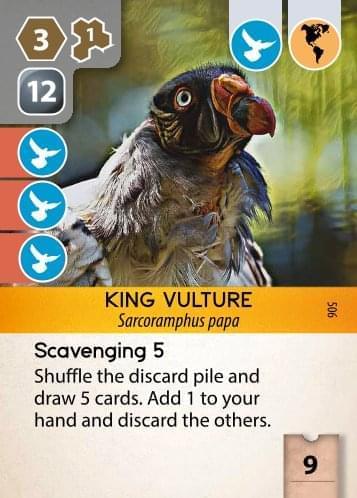 3
1
12
KING VULTURE
Sarcoramphus papa
506
Scavenging 5
Shuffle the discard pile and
draw 5 cards. Add 1 to your
hand and discard the others.
9